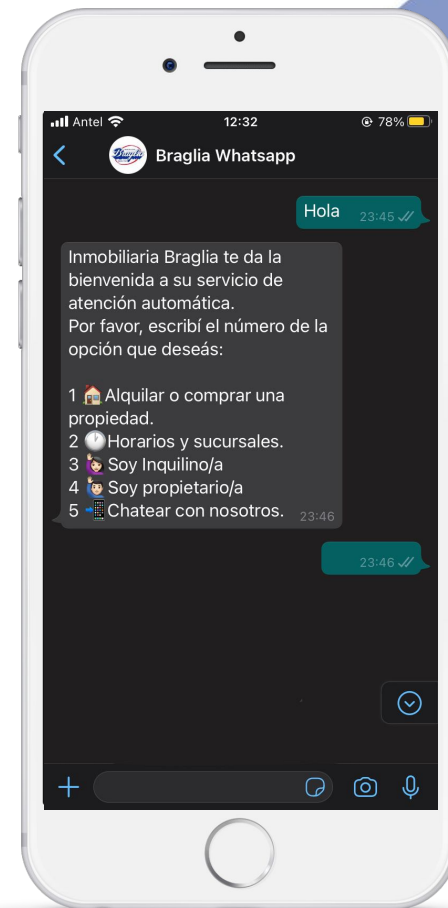 Antel 12:32 78%
Braglia Whatsapp
Hola 23:45
Inmobiliaria Braglia te da la
bienvenida a su servicio de
atención automática.
Por favor, escribí el número de la
opción que deseás:
1 🏠Alquilar o comprar una
propiedad.
2 🕐Horarios y sucursales.
3 🙋🏻‍♀️Soy Inquilino/a
4 🙋🏻‍♂️Soy propietario/a
5 📲Chatear con nosotros. 23:46
23:46